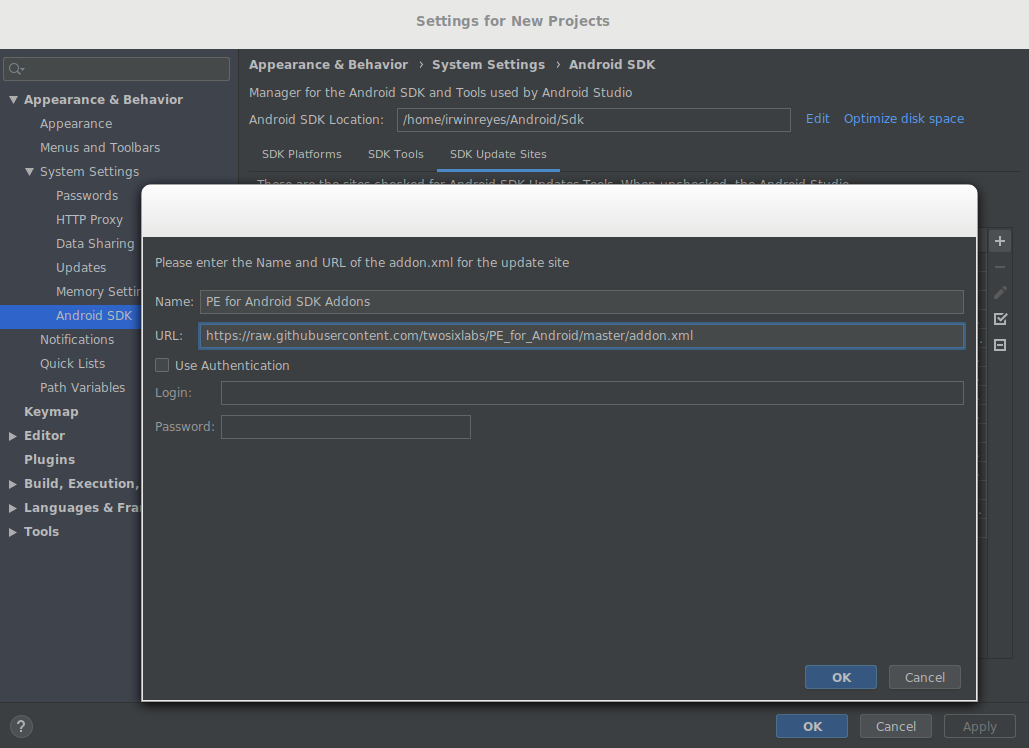 Settings for New Projects
Appearance & Behavior › System Settings › Android SDK
Manager for the Android SDK and Tools used by Android Studio
Android SDK Location: /home/irwinreyes/Android/Sdk Edit Optimize disk space
SDK Platforms SDK Tools SDK Update Sites
These are the sites checked for Android SDK Updates Tools. When unchecked, the Android Studio
Appearance & Behavior
Appearance
Menus and Toolbars
System Settings
Passwords
HTTP Proxy
Data Sharing
Updates
Memory
Android SDK
Notifications
Quick Lists
Path Variables
Keymap
Editor
Plugins
Build, Execution,
Languages &
Tools
Please enter the Name and URL of the addon.xml for the update site
Name: PE for Android SDK Addons
URL: https://raw.githubusercontent.com/twosixlabs/PE_for_Android/master/addon.xml
Use Authentication
Login:
Password:
OK Cancel
? OK Cancel Apply